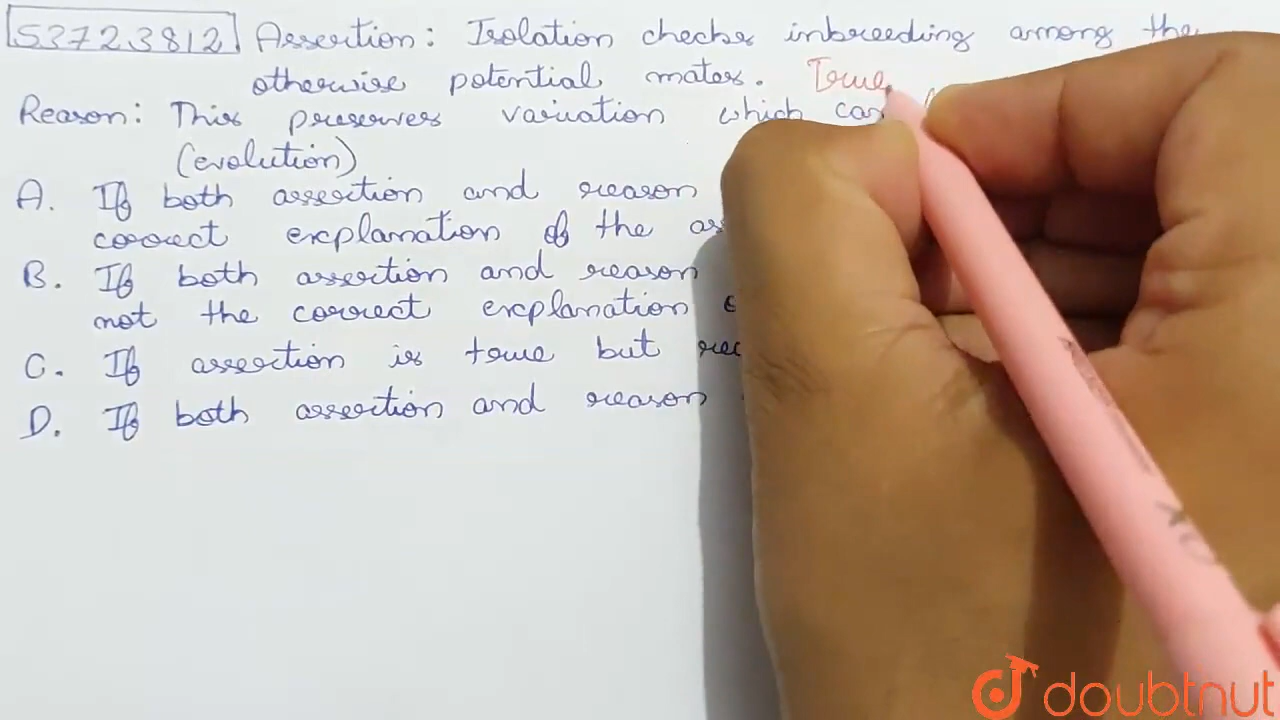 53723812 Assertion: Isolation checks inbreeding among the
otherwise potential mates. True
Reason: This preserves variation which can
(evolution)
A. If both assertion and reason
correct explanation of the
B. If both assertion and reason
not the correct explanation
C. If assertion is true but
D. If both assertion and reason
doubtnut